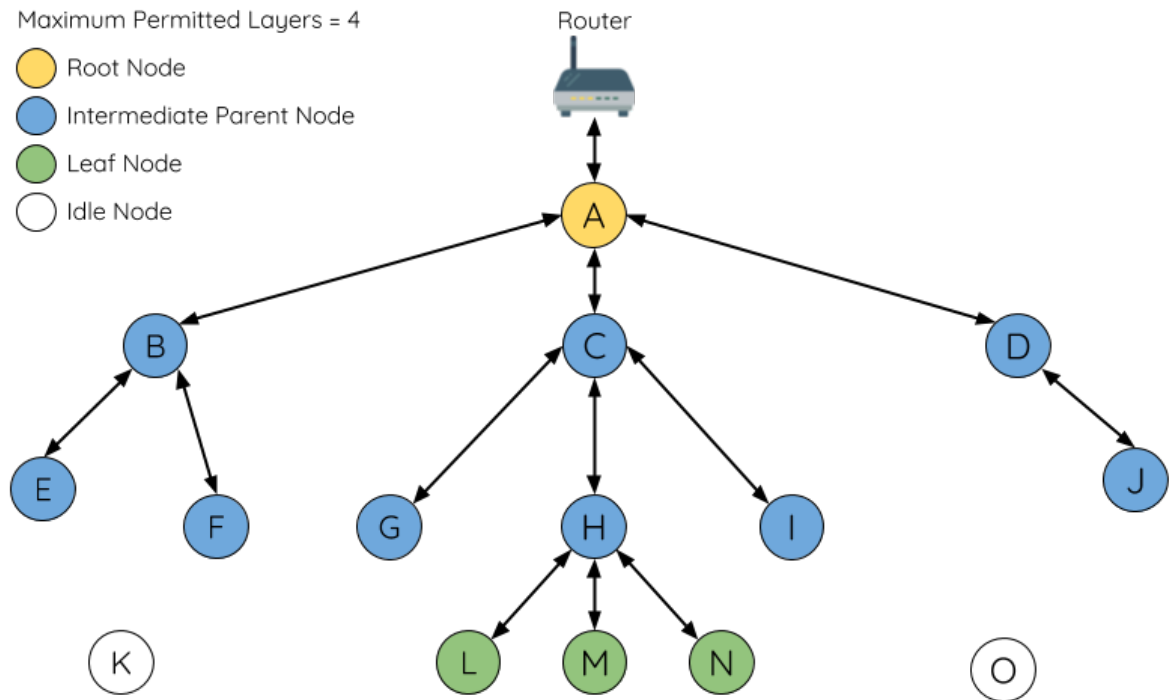 Maximum Permitted Layers = 4
Router
Root Node
Intermediate Parent Node
Leaf Node
Idle Node
A
B
C
D
E
F
G
H
I
J
K
L
M
N
O